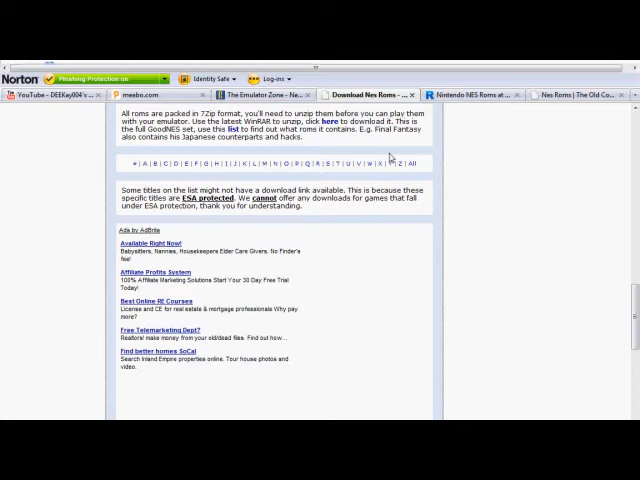 Norton Phishing Protection on Identity Safe Log-ins
YouTube - DEEKay004's ... meebo.com The Emulator Zone - Ne... Download Nes Roms - ... Nintendo NES Roms at ... Nes Roms | The Old Co...
All roms are packed in 7Zip format, you'll need to unzip them before you can play them
with your emulator. Use the latest WinRAR to unzip, click here to download it. This is
the full GoodNES set, use this list to find out what roms it contains. E.g. Final Fantasy
also contains his Japanese counterparts and hacks.
# | A | B | C | D | E | F | G | H | I | J | K | L | M | N | O | P | Q | R | S | T | U | V | W | X | Y | Z | All
Some titles on the list might not have a download link available. This is because these
specific titles are ESA protected. We cannot offer any downloads for games that fall
under ESA protection, thank you for understanding.
Ads by AdBrite
Available Right Now!
Babysitters, Nannies, Housekeepers Elder Care Givers. No Finder's
fee!
Affiliate Profits System
100% Affiliate Marketing Solutions Start Your 30 Day Free Trial
Today!
Best Online RE Courses
License and CE for real estate & mortgage professionals Why pay
more?
Free Telemarketing Dept?
Realtors! make money from your old/dead files. Find out how...
Find better homes SoCal
Search Inland Empire properties online. Tour house photos and
video.